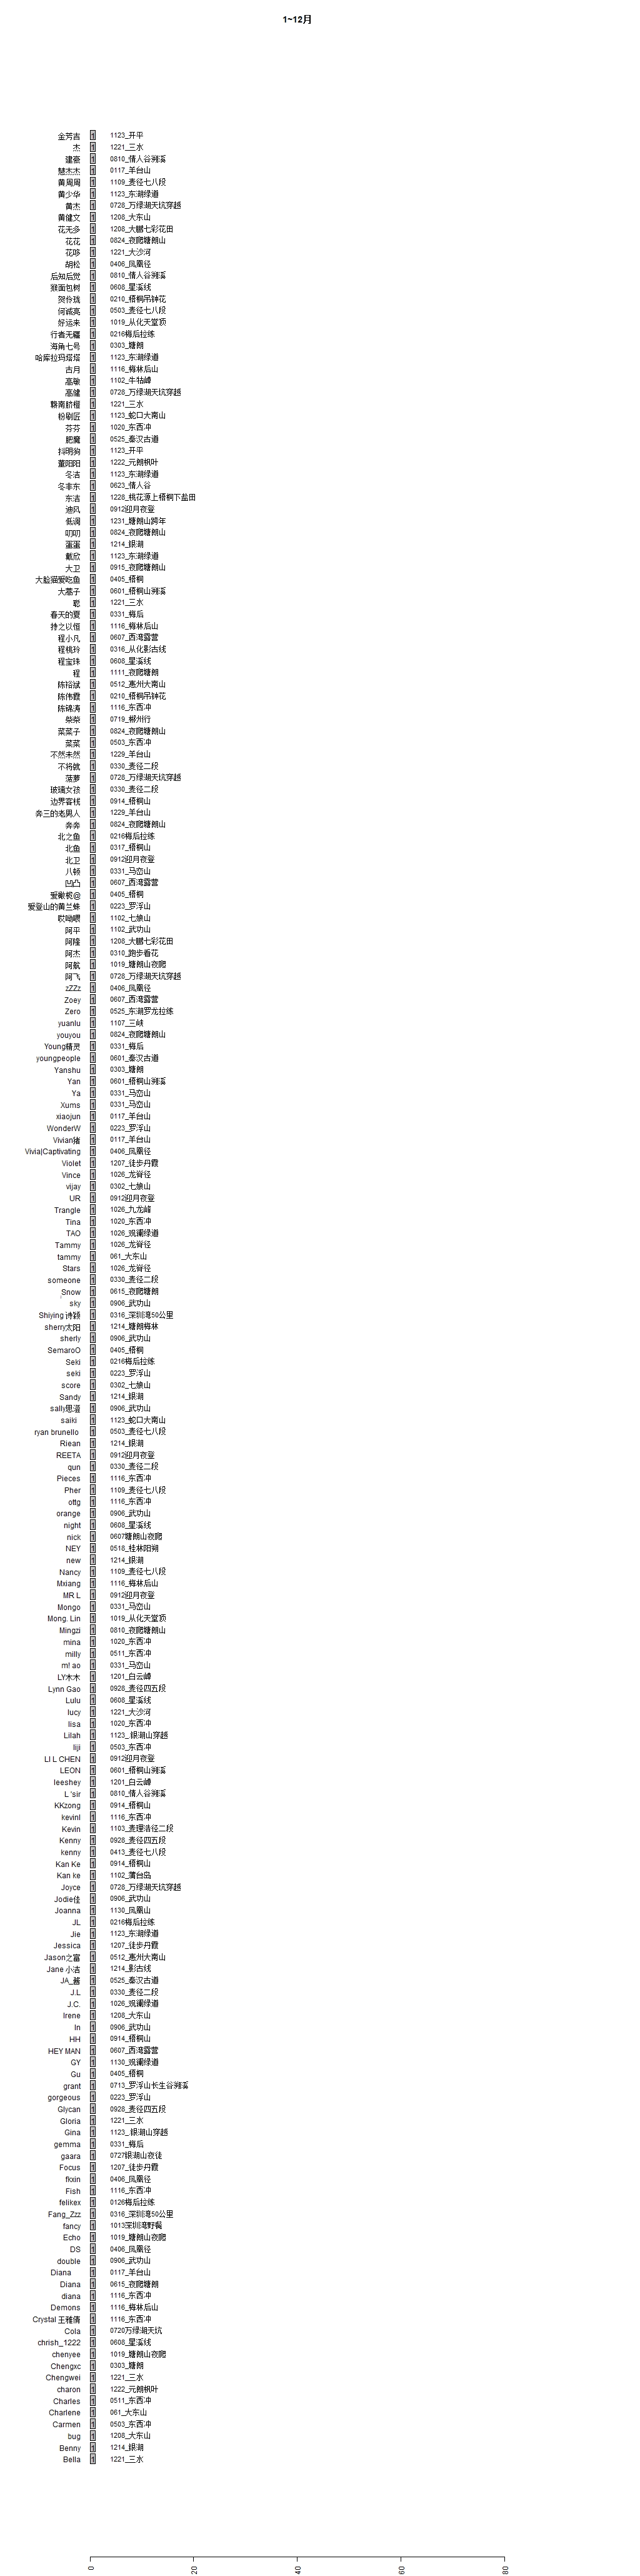 1~12月
金芳吉 1 1123_开平
杰 1 1221_三水
建豪 1 0810_情人谷溯溪
慧杰杰 1 0117_羊台山
黄周周 1 1109_麦径七八段
黄少华 1 1123_东湖绿道
黄杰 1 0728_万绿湖天坑穿越
黄健文 1 1208_大东山
花无多 1 1208_大鹏七彩花田
花花 1 0824_夜爬塘朗山
花哆 1 1221_大沙河
胡松 1 0406_凤凰径
后知后觉 1 0810_情人谷溯溪
猴面包树 1 0608_星溪线
贺伶珑 1 0210_梧桐吊钟花
何诚亮 1 0503_麦径七八段
好运来 1 1019_从化天堂顶
行者无疆 1 0216梅后拉练
海角七号 1 0303_塘朗
哈库拉玛塔塔 1 1123_东湖绿道
古月 1 1116_梅林后山
高敏 1 1102_牛牯嶂
高健 1 0728_万绿湖天坑穿越
赣南脐橙 1 1221_三水
粉刷匠 1 1123_蛇口大南山
芬芬 1 1020_东西冲
肥魔 1 0525_秦汉古道
抖明狗 1 1123_开平
董阳阳 1 1222_元朗枫叶
冬洁 1 1123_东湖绿道
冬非东 1 0623_情人谷
东洁 1 1228_桃花源上梧桐下盐田
迪风 1 0912迎月夜登
低调 1 1231_塘朗山跨年
叨叨 1 0824_夜爬塘朗山
蛋蛋 1 1214_银湖
戴欣 1 1123_东湖绿道
大卫 1 0915_夜爬塘朗山
大脸猫爱吃鱼 1 0405_梧桐
大蘑子 1 0601_梧桐山溯溪
聪 1 1221_三水
春天的夏 1 0331_梅后
持之以恒 1 1116_梅林后山
程小凡 1 0607_西湾露营
程桃玲 1 0316_从化影古线
程宝珠 1 0608_星溪线
程 1 1111_夜爬塘朗
陈裕斌 1 0512_惠州大南山
陈伟霞 1 0210_梧桐吊钟花
陈锦涛 1 1116_东西冲
柴柴 1 0719_郴州行
菜菜子 1 0824_夜爬塘朗山
菜菜 1 0503_东西冲
不然未然 1 1229_羊台山
不将就 1 0330_麦径二段
菠萝 1 0728_万绿湖天坑穿越
玻璃女孩 1 0330_麦径二段
边界客栈 1 0914_梧桐山
奔三的老男人 1 1229_羊台山
奔奔 1 0824_夜爬塘朗山
北之鱼 1 0216梅后拉练
北鱼 1 0317_梧桐山
北卫 1 0912迎月夜登
八顿 1 0331_马峦山
凹凸 1 0607_西湾露营
爱橄榄@ 1 0405_梧桐
爱登山的黄兰蛛 1 0223_罗浮山
哎呦喂 1 1102_七娘山
阿平 1 1102_武功山
阿隆 1 1208_大鹏七彩花田
阿杰 1 0310_跑步看花
阿航 1 1019_塘朗山夜爬
阿飞 1 0728_万绿湖天坑穿越
zZZz 1 0406_凤凰径
Zoey 1 0607_西湾露营
Zero 1 0525_东湖罗龙拉练
yuanlu 1 1107_三峡
youyou 1 0824_夜爬塘朗山
Young精灵 1 0331_梅后
youngpeople 1 0601_秦汉古道
Yanshu 1 0303_塘朗
Yan 1 0601_梧桐山溯溪
Ya 1 0331_马峦山
Xums 1 0331_马峦山
xiaojun 1 0117_羊台山
WonderW 1 0223_罗浮山
Vivian猪 1 0117_羊台山
Vivia|Captivating 1 0406_凤凰径
Violet 1 1207_徒步丹霞
Vince 1 1026_龙脊径
vijay 1 0302_七娘山
UR 1 0912迎月夜登
Trangle 1 1026_九龙峰
Tina 1 1020_东西冲
TAO 1 1026_观澜绿道
Tammy 1 1026_龙脊径
tammy 1 061_大东山
Stars 1 1026_龙脊径
someone 1 0330_麦径二段
Snow 1 0615_夜爬塘朗
sky 1 0906_武功山
Shiying 诗颖 1 0316_深圳湾50公里
sherry太阳 1 1214_塘朗梅林
sherly 1 0906_武功山
SemaroO 1 0405_梧桐
Seki 1 0216梅后拉练
seki 1 0223_罗浮山
score 1 0302_七娘山
Sandy 1 1214_银湖
sally思滢 1 0906_武功山
saiki 1 1123_蛇口大南山
ryan brunello 1 0503_麦径七八段
Riean 1 1214_银湖
REETA 1 0912迎月夜登
qun 1 0330_麦径二段
Pieces 1 1116_东西冲
Pher 1 1109_麦径七八段
ottg 1 1116_东西冲
orange 1 0906_武功山
night 1 0608_星溪线
nick 1 0607塘朗山夜爬
NEY 1 0518_桂林阳朔
new 1 1214_银湖
Nancy 1 1109_麦径七八段
Mxiang 1 1116_梅林后山
MR L 1 0912迎月夜登
Mongo 1 0331_马峦山
Mong. Lin 1 1019_从化天堂顶
Mingzi 1 0810_夜爬塘朗山
mina 1 1020_东西冲
milly 1 0511_东西冲
m! ao 1 0331_马峦山
LY木木 1 1201_白云嶂
Lynn Gao 1 0928_麦径四五段
Lulu 1 0608_星溪线
lucy 1 1221_大沙河
lisa 1 1020_东西冲
Lilah 1 1123_.银湖山穿越
liji 1 0503_东西冲
LI L CHEN 1 0912迎月夜登
LEON 1 0601_梧桐山溯溪
leeshey 1 1201_白云嶂
L 'sir 1 0810_情人谷溯溪
KKzong 1 0914_梧桐山
kevinl 1 1116_东西冲
Kevin 1 1103_麦理浩径二段
Kenny 1 0928_麦径四五段
kenny 1 0413_麦径七八段
Kan Ke 1 0914_梧桐山
Kan ke 1 1102_蒲台岛
Joyce 1 0728_万绿湖天坑穿越
Jodie佳 1 0906_武功山
Joanna 1 1130_凤凰山
JL 1 0216梅后拉练
Jie 1 1123_东湖绿道
Jessica 1 1207_徒步丹霞
Jason之富 1 0512_惠州大南山
Jane 小洁 1 1214_影古线
JA_酱 1 0525_秦汉古道
J.L 1 0330_麦径二段
J.C. 1 1026_观澜绿道
Irene 1 1208_大东山
In 1 0906_武功山
HH 1 0914_梧桐山
HEY MAN 1 0607_西湾露营
GY 1 1130_观澜绿道
Gu 1 0405_梧桐
grant 1 0713_罗浮山长生谷溯溪
gorgeous 1 0223_罗浮山
Glycan 1 0928_麦径四五段
Gloria 1 1221_三水
Gina 1 1123_.银湖山穿越
gemma 1 0331_梅后
gaara 1 0727银湖山夜徒
Focus 1 1207_徒步丹霞
fkxin 1 0406_凤凰径
Fish 1 1116_东西冲
felikex 1 0126梅后拉练
Fang_Zzz 1 0316_深圳湾50公里
fancy 1 1013深圳湾野餐
Echo 1 1019_塘朗山夜爬
DS 1 0406_凤凰径
double 1 0906_武功山
Diana 1 0117_羊台山
Diana 1 0615_夜爬塘朗
diana 1 1116_东西冲
Demons 1 1116_梅林后山
Crystal 王雅倩 1 1116_东西冲
Cola 1 0720万绿湖天坑
chrish_1222 1 0608_星溪线
chenyee 1 1019_塘朗山夜爬
Chengxc 1 0303_塘朗
Chengwei 1 1221_三水
charon 1 1222_元朗枫叶
Charles 1 0511_东西冲
Charlene 1 061_大东山
Carmen 1 0503_东西冲
bug 1 1208_大东山
Benny 1 1214_银湖
Bella 1 1221_三水
0 20 40 60 80